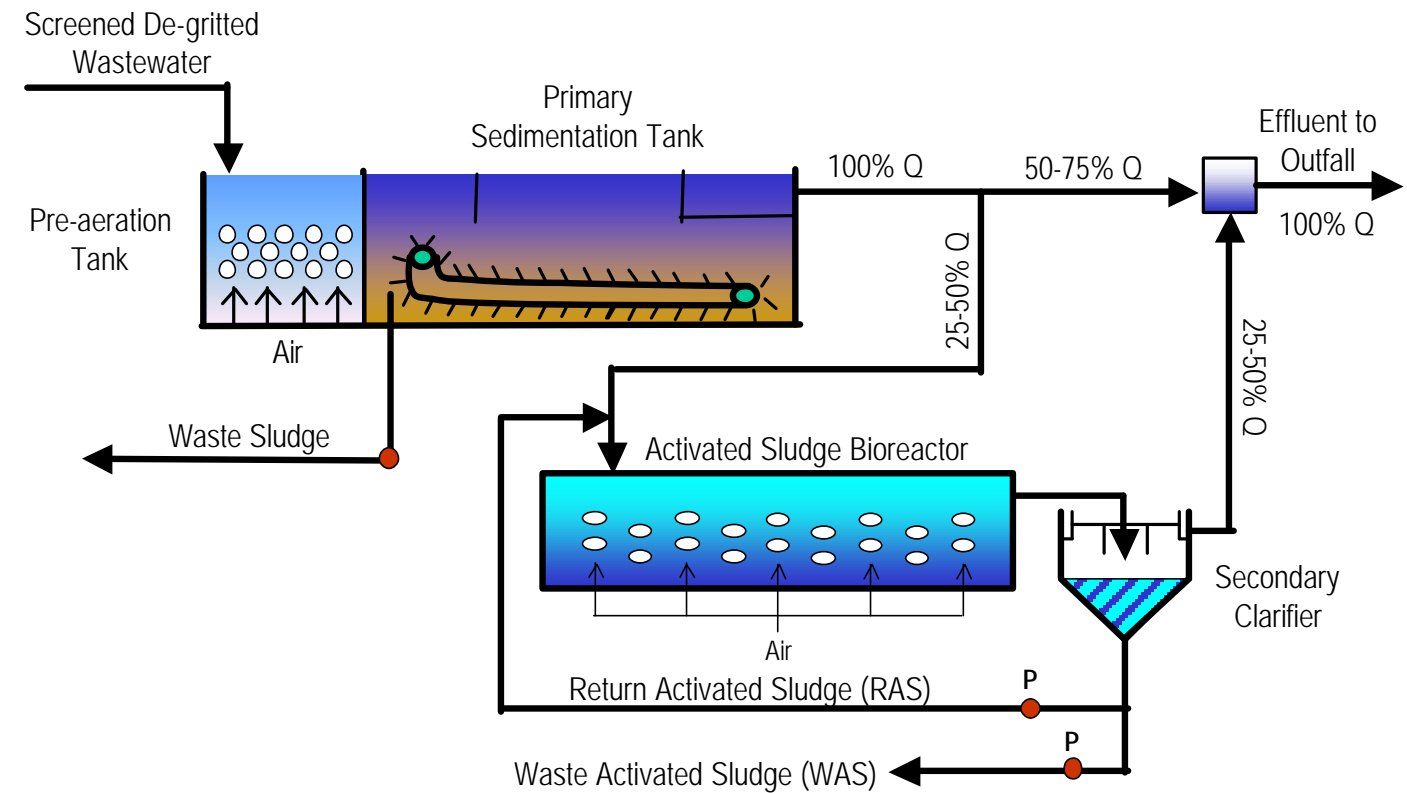 Screened De-gritted
Wastewater
Primary
Sedimentation Tank
Effluent to
Outfall
100% Q
50-75% Q
Pre-aeration
Tank
100% Q
25-50% Q
Air
25-50% Q
Waste Sludge
Activated Sludge Bioreactor
Secondary
Clarifier
Air
Return Activated Sludge (RAS)
P
P
Waste Activated Sludge (WAS)